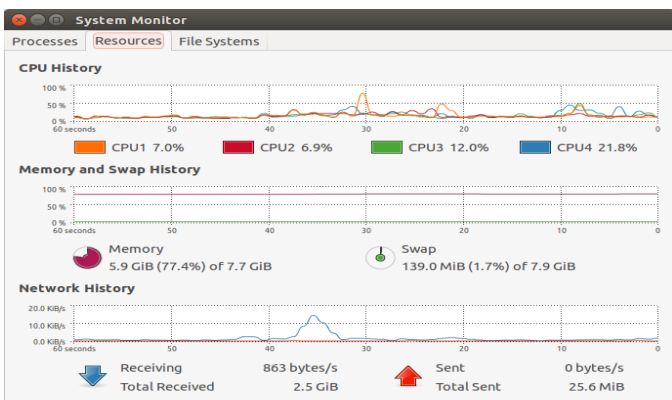 System Monitor
Processes Resources File Systems
CPU History
100 %
50 %
0 %
60 seconds 50 40 30 20 10 0
CPU1 7.0% CPU2 6.9% CPU3 12.0% CPU4 21.8%
Memory and Swap History
100 %
50 %
0 %
60 seconds 50 40 30 20 10 0
Memory Swap
5.9 GiB (77.4%) of 7.7 GiB 139.0 MiB (1.7%) of 7.9 GiB
Network History
20.0 KiB/s
10.0 KiB/s
0.0 KiB/s
60 seconds 50 40 30 20 10 0
Receiving 863 bytes/s Sent 0 bytes/s
Total Received 2.5 GiB Total Sent 25.6 MiB